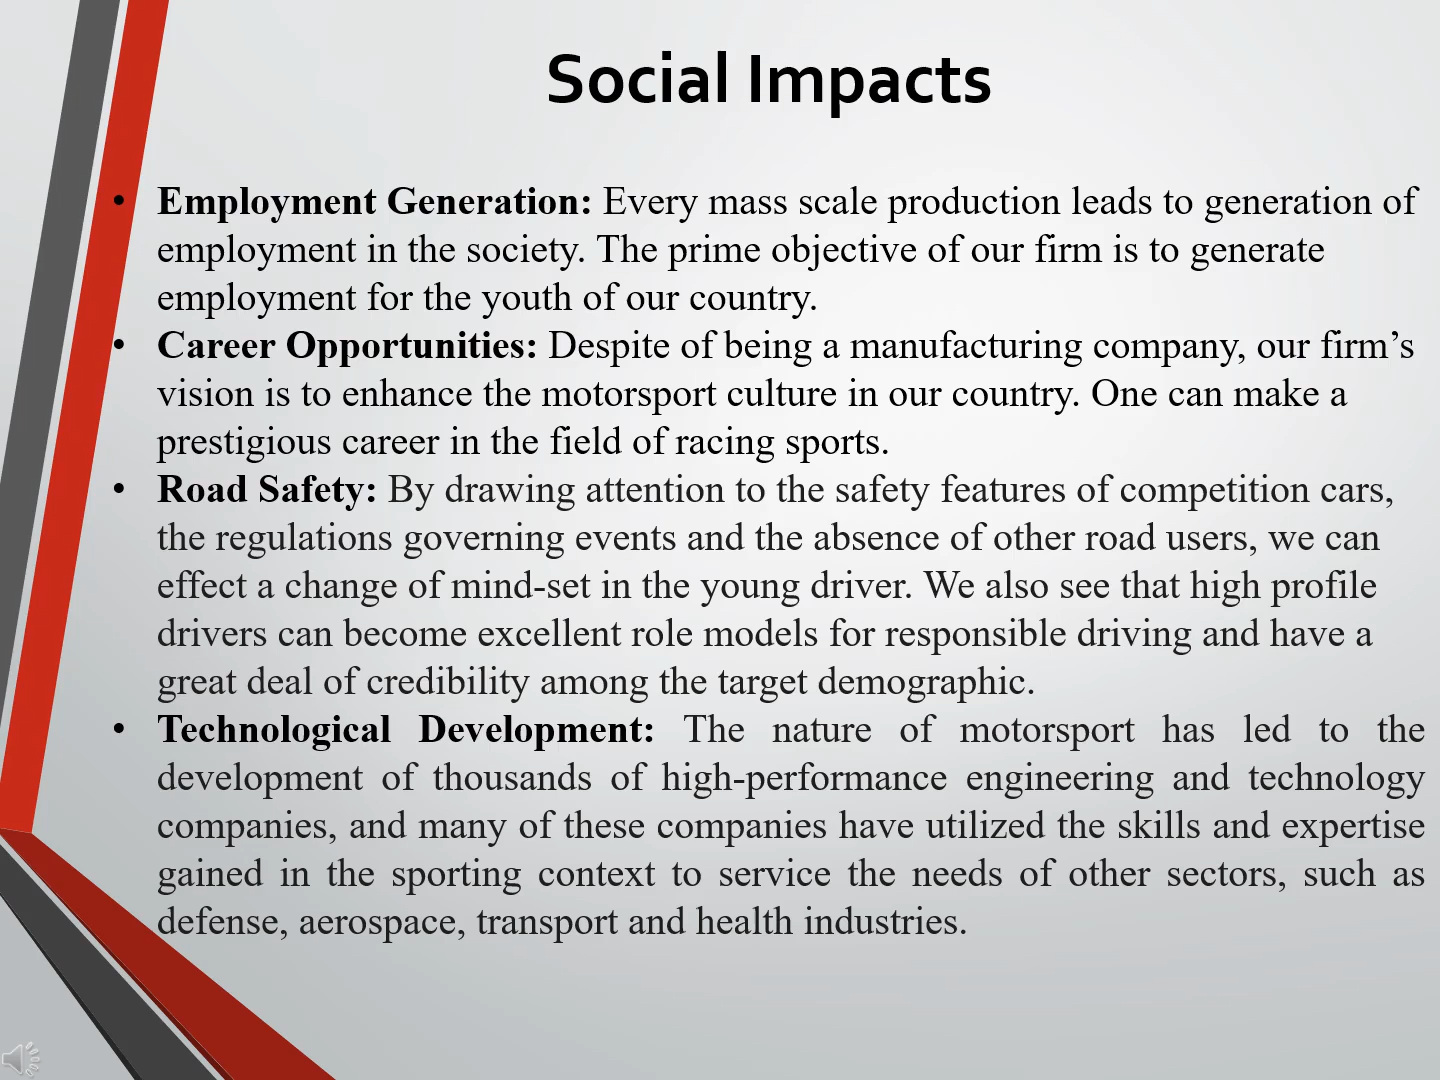 Social Impacts
• Employment Generation: Every mass scale production leads to generation of
employment in the society. The prime objective of our firm is to generate
employment for the youth of our country.
• Career Opportunities: Despite of being a manufacturing company, our firm’s
vision is to enhance the motorsport culture in our country. One can make a
prestigious career in the field of racing sports.
• Road Safety: By drawing attention to the safety features of competition cars,
the regulations governing events and the absence of other road users, we can
effect a change of mind-set in the young driver. We also see that high profile
drivers can become excellent role models for responsible driving and have a
great deal of credibility among the target demographic.
• Technological Development: The nature of motorsport has led to the
development of thousands of high-performance engineering and technology
companies, and many of these companies have utilized the skills and expertise
gained in the sporting context to service the needs of other sectors, such as
defense, aerospace, transport and health industries.